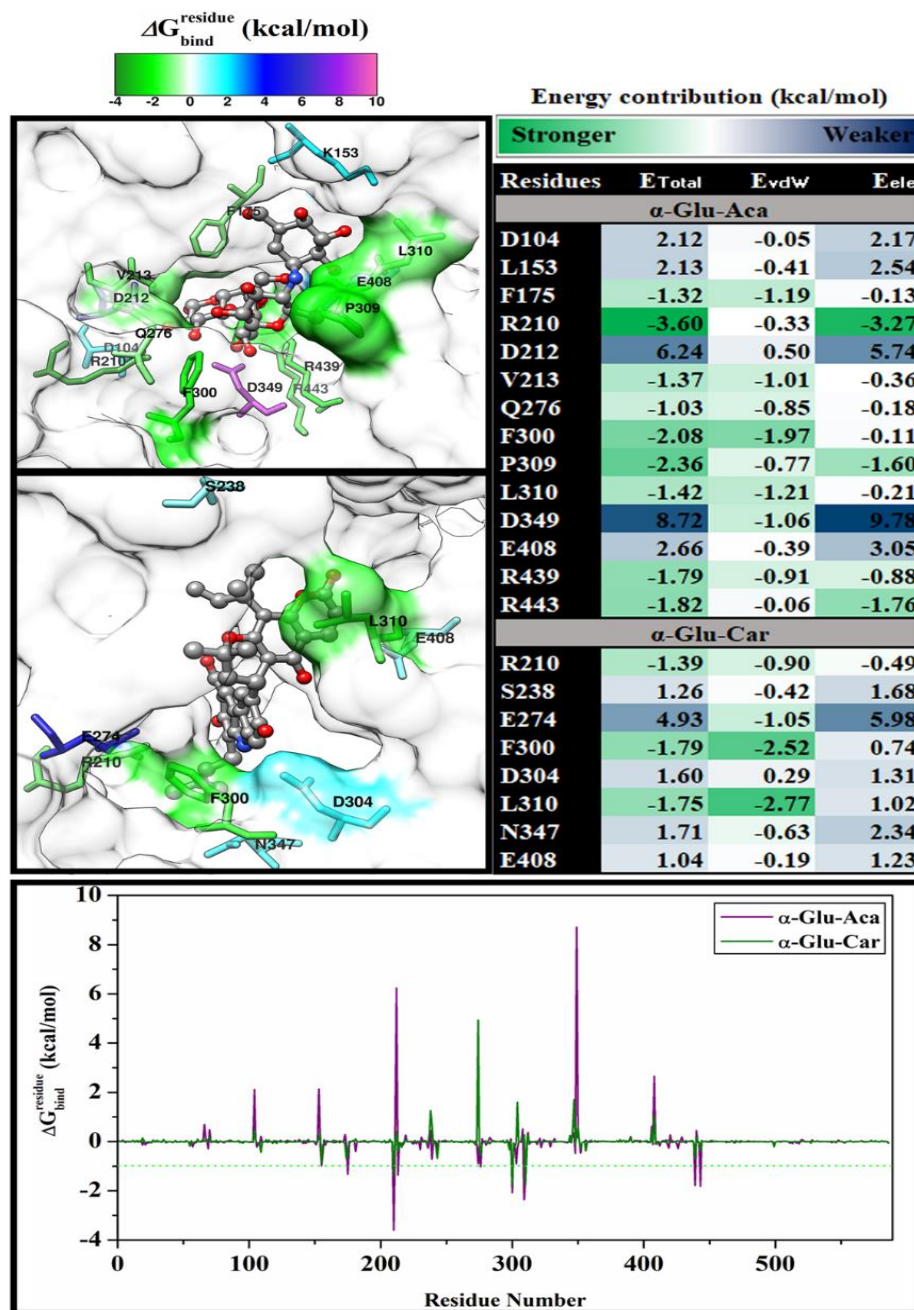 ΔG residue bind (kcal/mol)
-4 -2 0 2 4 6 8 10
K153
F175
L310
V213
E408
D212
P309
Q276
D104
R439
R210
R443
F300
D349
S238
L310
E408
E274
R210
F300
D304
N347
Energy contribution (kcal/mol)
Stronger Weaker
Residues ETotal EvdW Eele
α-Glu-Aca
D104 2.12 -0.05 2.17
L153 2.13 -0.41 2.54
F175 -1.32 -1.19 -0.13
R210 -3.60 -0.33 -3.27
D212 6.24 0.50 5.74
V213 -1.37 -1.01 -0.36
Q276 -1.03 -0.85 -0.18
F300 -2.08 -1.97 -0.11
P309 -2.36 -0.77 -1.60
L310 -1.42 -1.21 -0.21
D349 8.72 -1.06 9.78
E408 2.66 -0.39 3.05
R439 -1.79 -0.91 -0.88
R443 -1.82 -0.06 -1.76
α-Glu-Car
R210 -1.39 -0.90 -0.49
S238 1.26 -0.42 1.68
E274 4.93 -1.05 5.98
F300 -1.79 -2.52 0.74
D304 1.60 0.29 1.31
L310 -1.75 -2.77 1.02
N347 1.71 -0.63 2.34
E408 1.04 -0.19 1.23
α-Glu-Aca
α-Glu-Car
ΔG residue bind (kcal/mol)
10
8
6
4
2
0
-2
-4
0 100 200 300 400 500
Residue Number